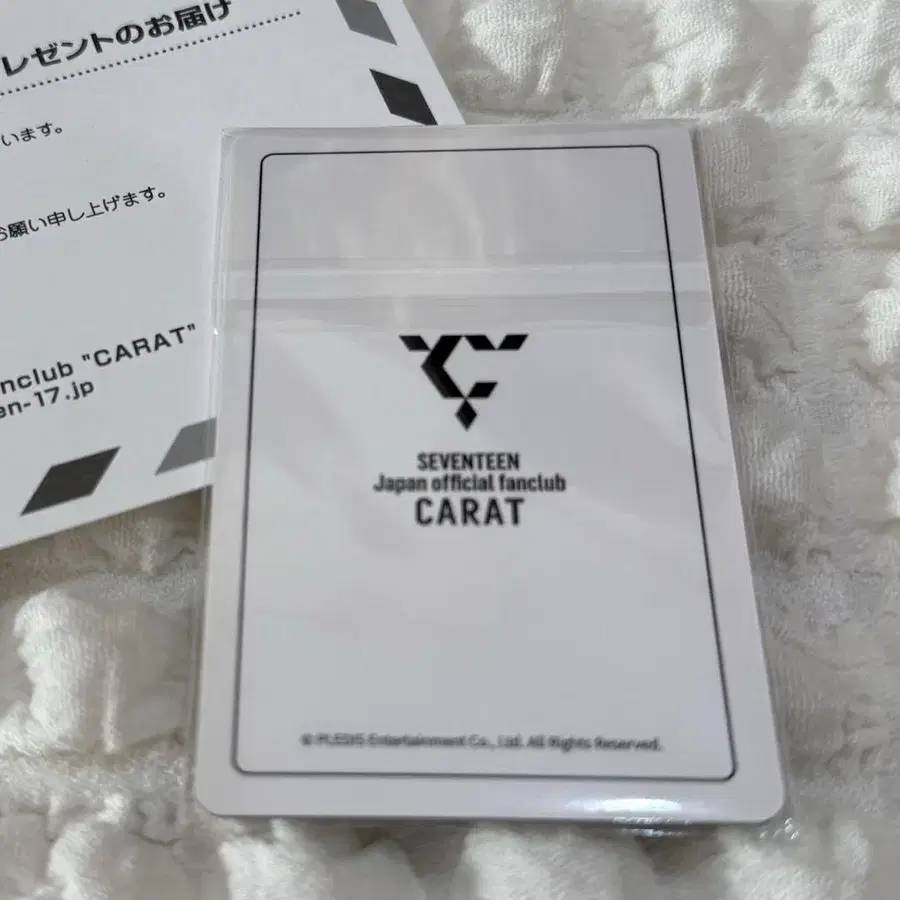 レゼントのお届け
います。
お願い申し上げます。
nclub "CARAT"
en-17.jp
SEVENTEEN
Japan official fanclub
CARAT
© PLEDIS Entertainment Co., Ltd. All Rights Reserved.